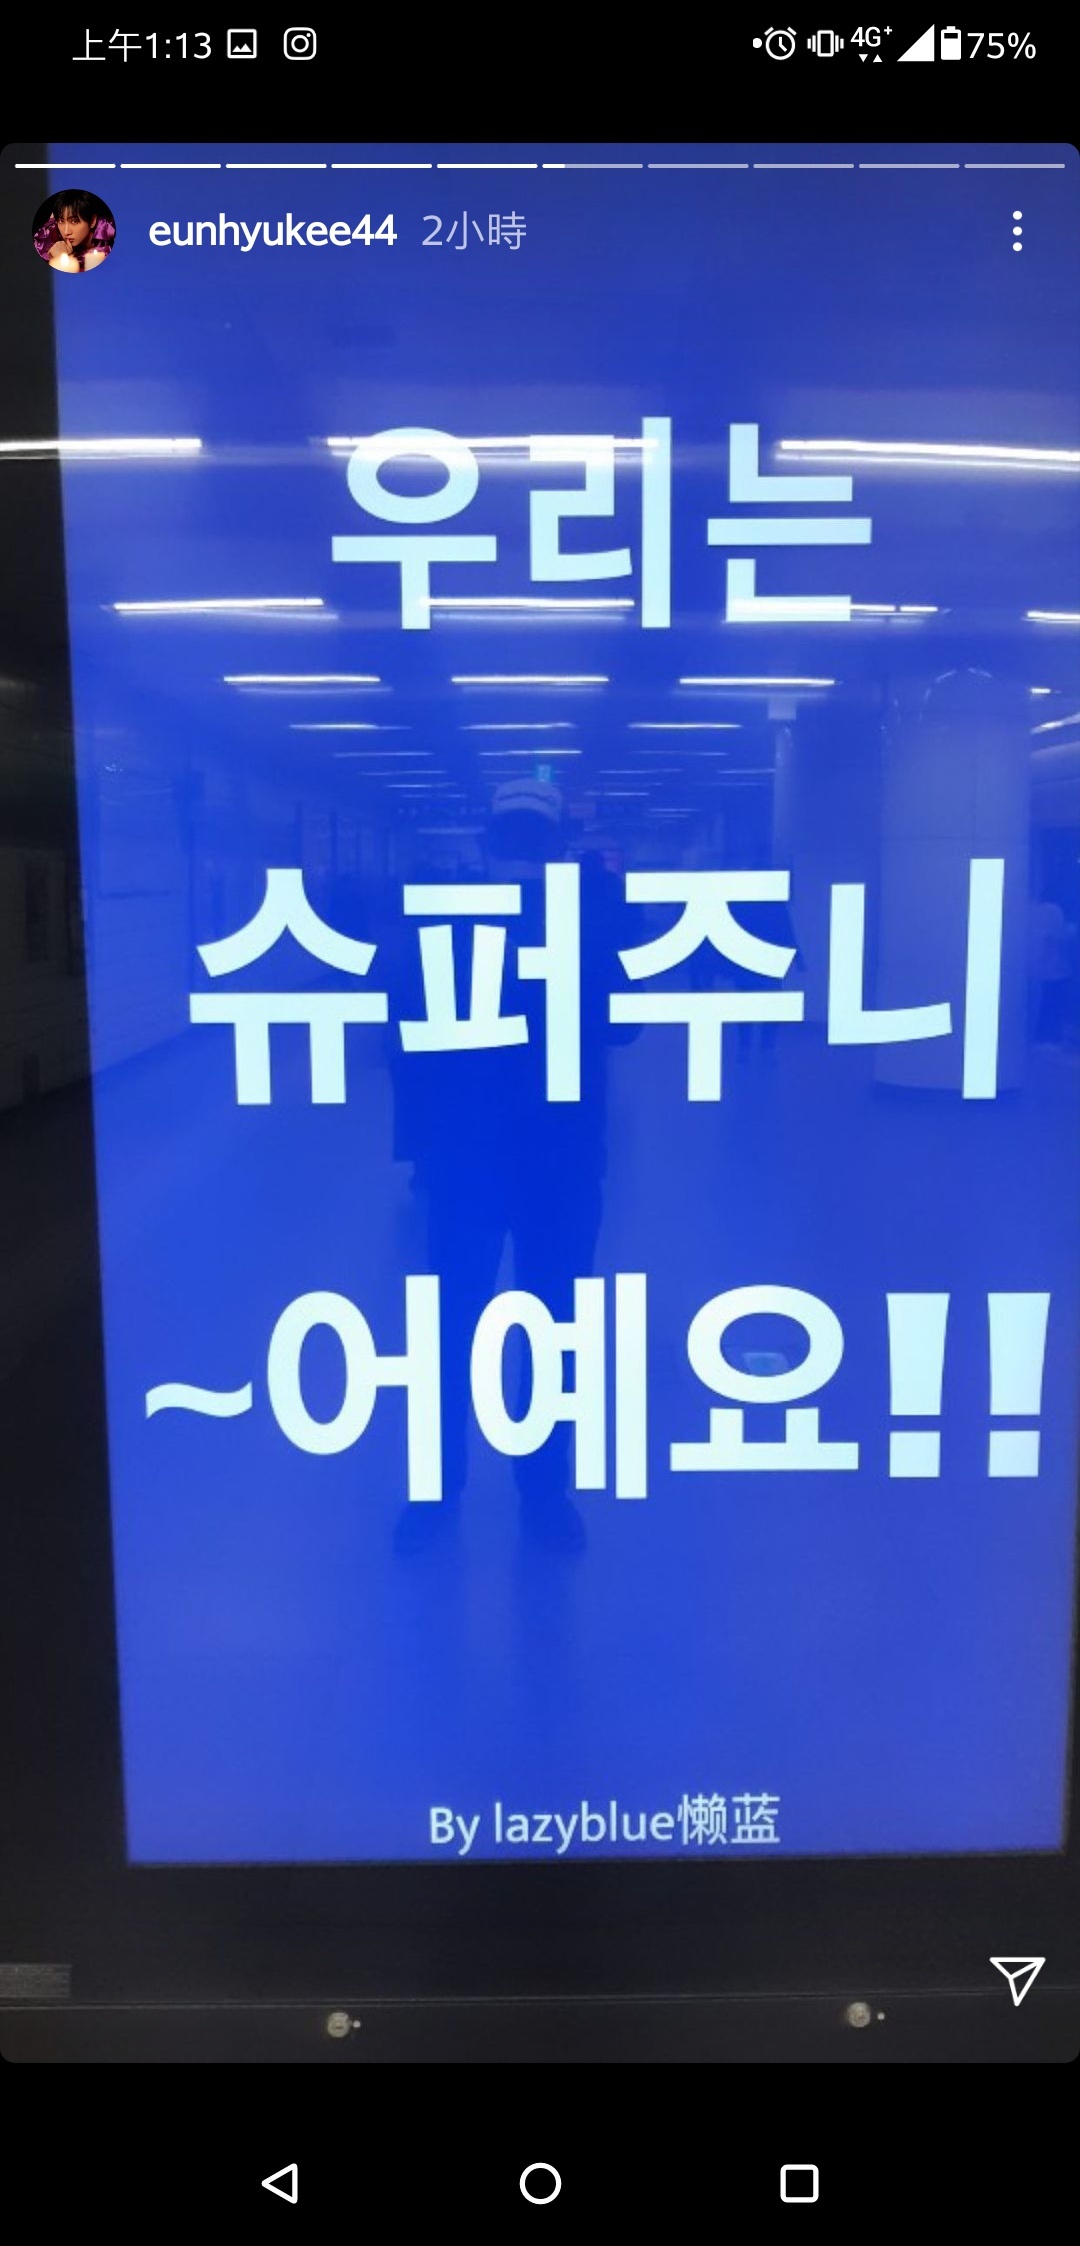 上午1:13
4G+
75%
eunhyukee44 2小時
우리는
슈퍼주니
~어예요!!
By lazyblue懒蓝